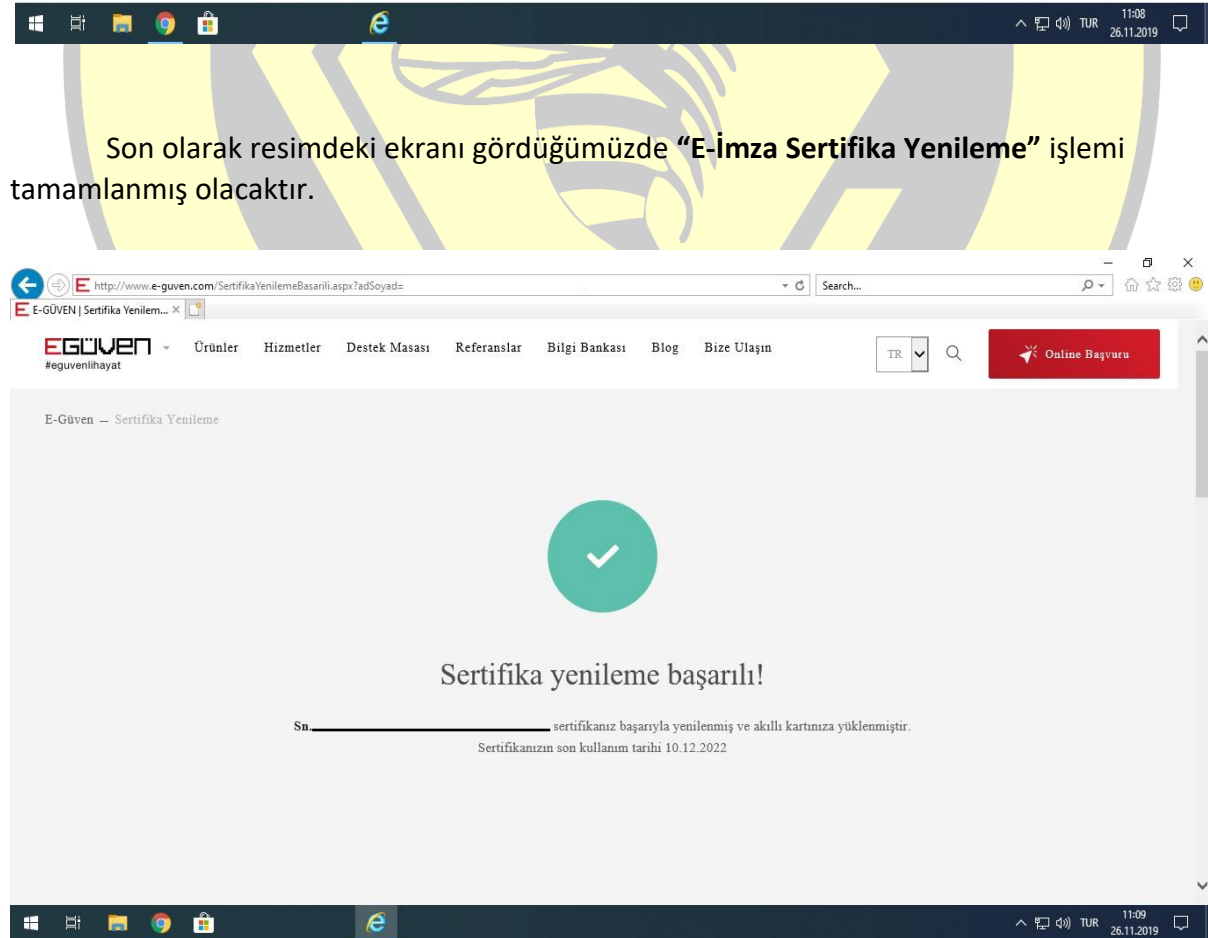 11:08
TUR
26.11.2019
Son olarak resimdeki ekranı gördüğümüzde “E-İmza Sertifika Yenileme” işlemi
tamamlanmış olacaktır.
http://www.e-guven.com/SertifikaYenilemeBasarili.aspx?adSoyad=
Search...
E-GÜVEN | Sertifika Yenilem...
EGÜVEN Ürünler Hizmetler Destek Masası Referanslar Bilgi Bankası Blog Bize Ulaşın TR Online Başvuru
#eguvenlihayat
E-Güven — Sertifika Yenileme
Sertifika yenileme başarılı!
Sn. sertifikanız başarıyla yenilenmiş ve akıllı kartınıza yüklenmiştir.
Sertifikanızın son kullanım tarihi 10.12.2022
11:09
TUR
26.11.2019